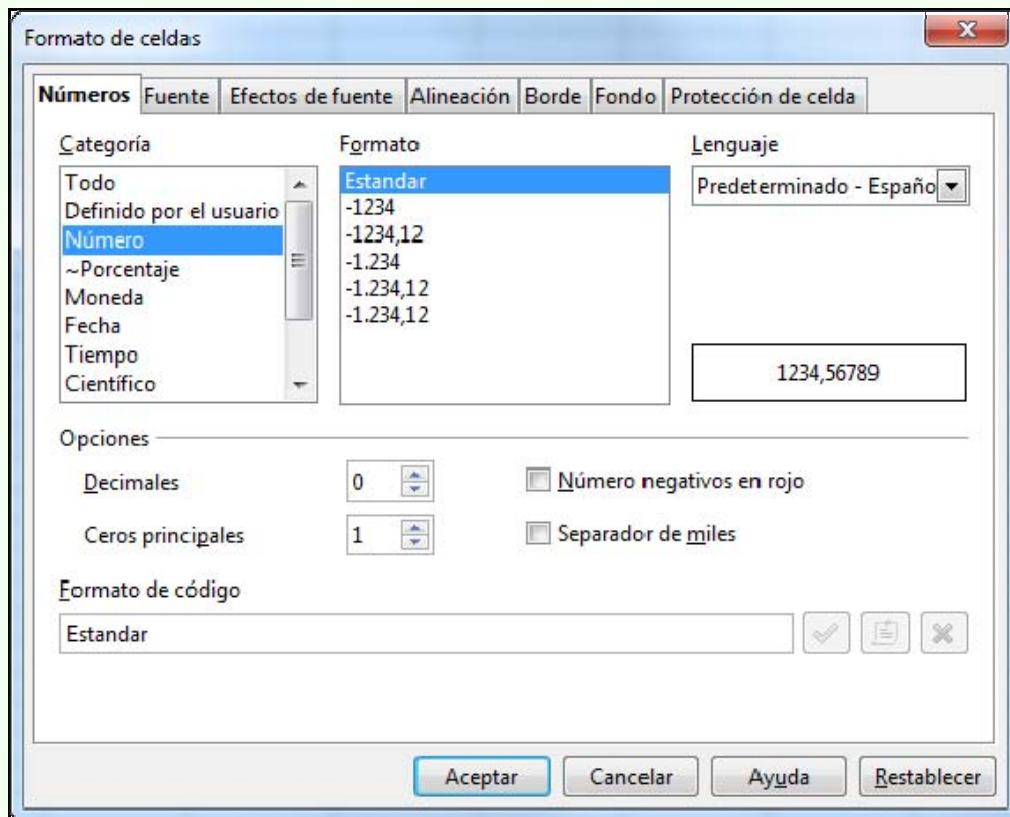 Formato de celdas
Números Fuente Efectos de fuente Alineación Borde Fondo Protección de celda
Categoría
Todo
Definido por el usuario
Número
~Porcentaje
Moneda
Fecha
Tiempo
Científico
Formato
Estandar
-1234
-1234,12
-1.234
-1.234,12
-1.234,12
Lenguaje
Predeterminado - Españo
1234,56789
Opciones
Decimales 0
Número negativos en rojo
Ceros principales 1
Separador de miles
Formato de código
Estandar
Aceptar Cancelar Ayuda Restablecer